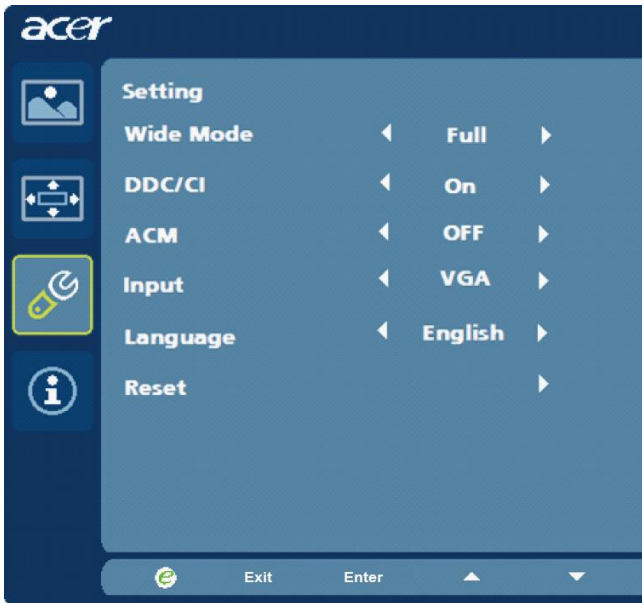 acer
Setting
Wide Mode Full
DDC/CI On
ACM OFF
Input VGA
Language English
Reset
e Exit Enter